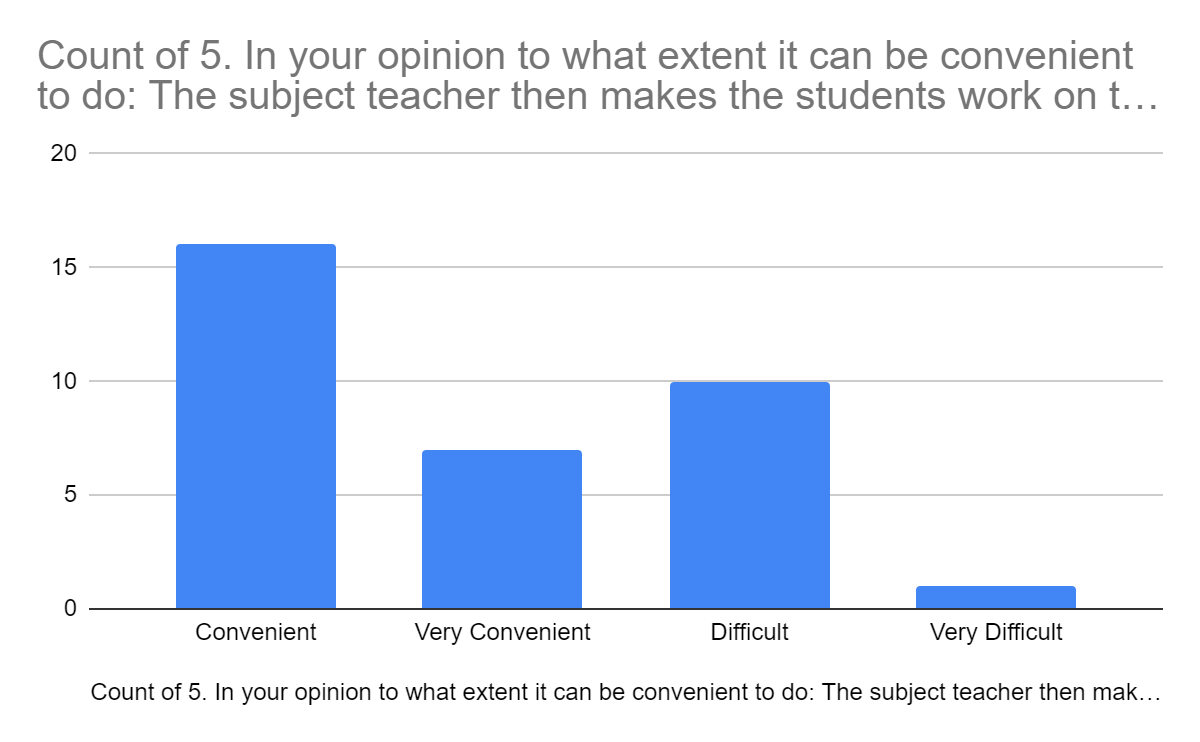 Count of 5. In your opinion to what extent it can be convenient
to do: The subject teacher then makes the students work on t…
20
15
10
5
0
Convenient
Very Convenient
Difficult
Very Difficult
Count of 5. In your opinion to what extent it can be convenient to do: The subject teacher then mak…